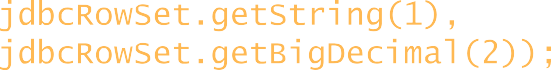 jdbcRowSet.getString(1),
jdbcRowSet.getBigDecimal(2));